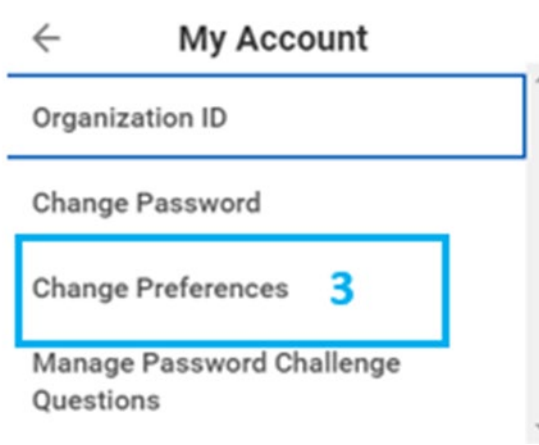 My Account
Organization ID
Change Password
Change Preferences 3
Manage Password Challenge
Questions